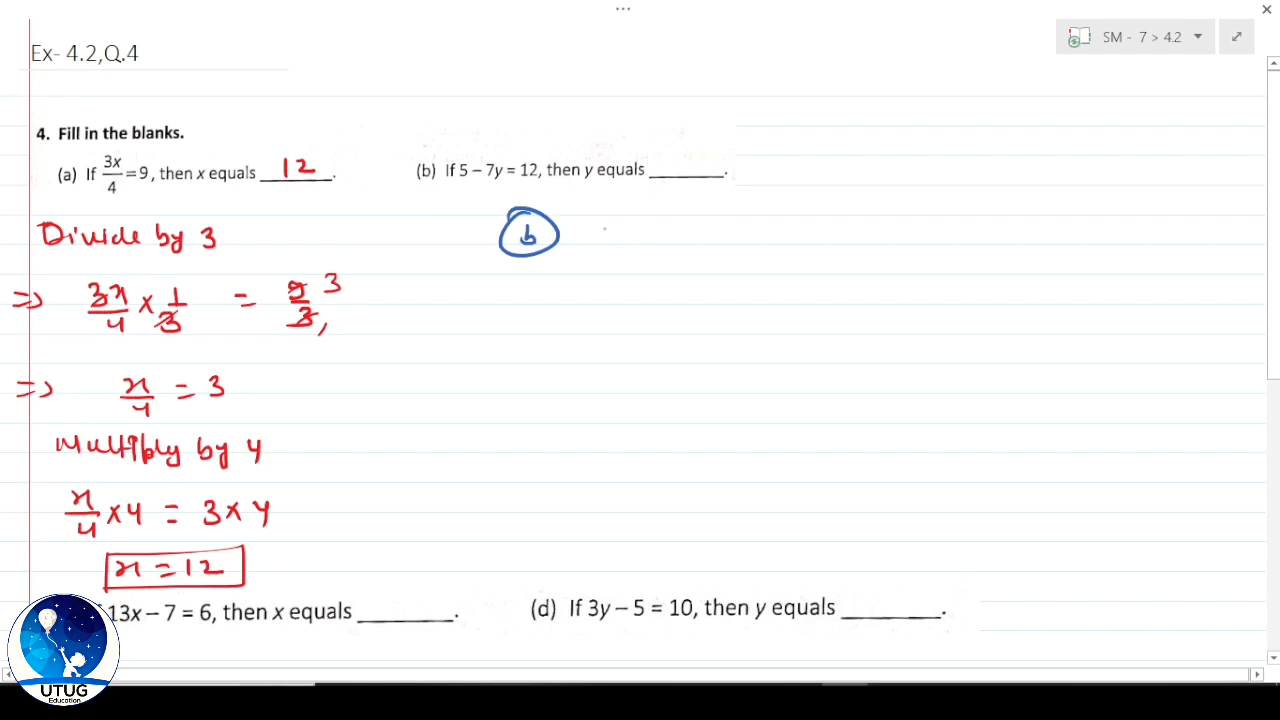 Ex- 4.2,Q.4
SM - 7 > 4.2
4. Fill in the blanks.
(a) If 3x/4 = 9, then x equals 12.
(b) If 5 – 7y = 12, then y equals ________.
b
Divide by 3
=> 3x/4 × 1/3 = 9/3 3
=> x/4 = 3
Multiply by 4
x/4 × 4 = 3 × 4
x = 12
13x – 7 = 6, then x equals ________.
(d) If 3y – 5 = 10, then y equals ________.
UTUG
Education